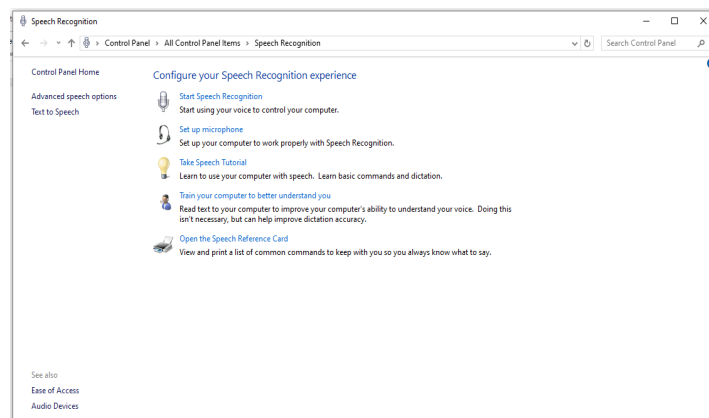 Speech Recognition
Control Panel > All Control Panel Items > Speech Recognition
Search Control Panel
Control Panel Home
Advanced speech options
Text to Speech
Configure your Speech Recognition experience
Start Speech Recognition
Start using your voice to control your computer.
Set up microphone
Set up your computer to work properly with Speech Recognition.
Take Speech Tutorial
Learn to use your computer with speech. Learn basic commands and dictation.
Train your computer to better understand you
Read text to your computer to improve your computer's ability to understand your voice. Doing this
isn't necessary, but can help improve dictation accuracy.
Open the Speech Reference Card
View and print a list of common commands to keep with you so you always know what to say.
See also
Ease of Access
Audio Devices